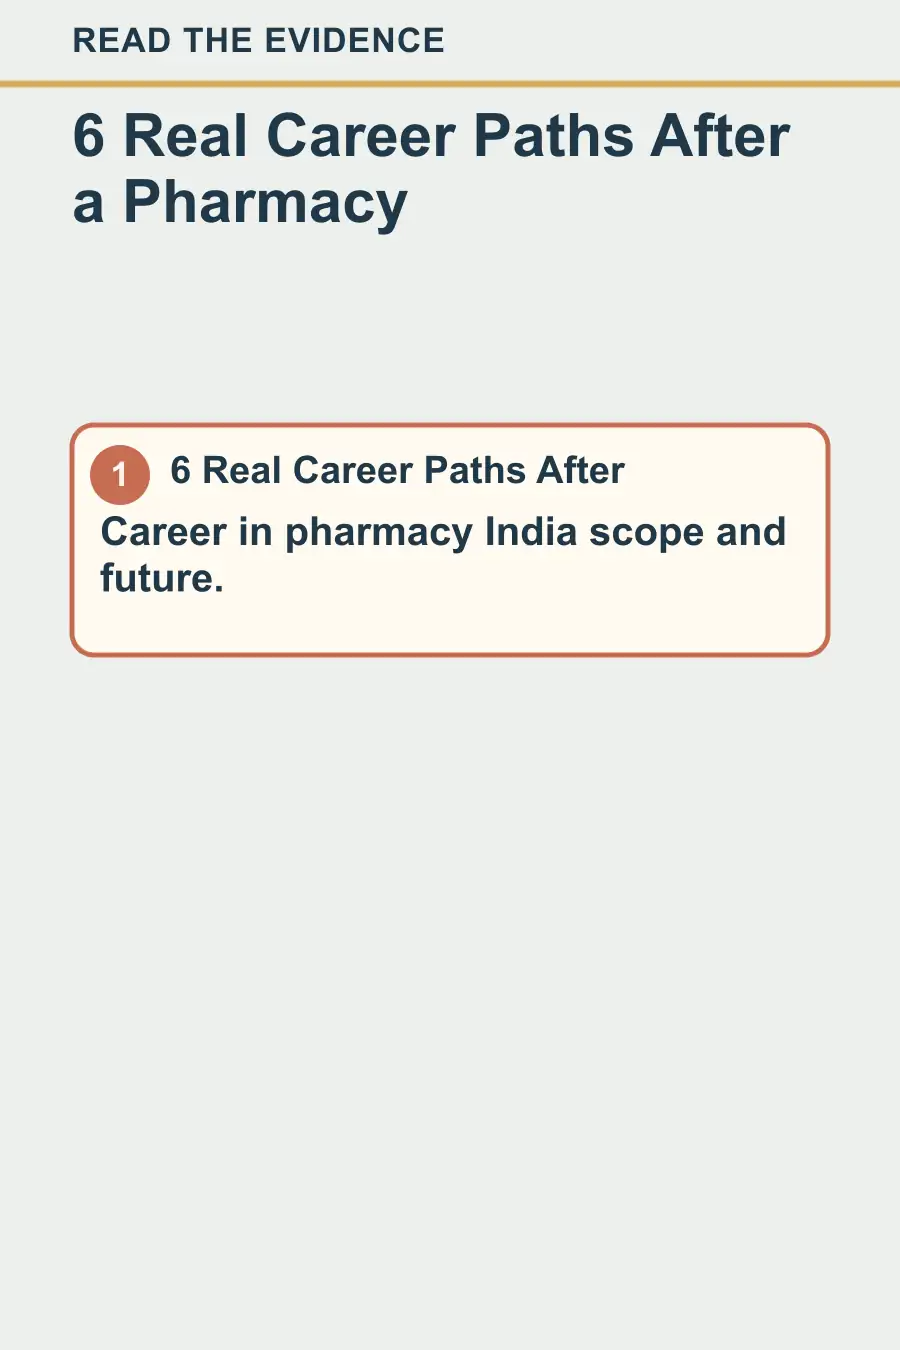 READ THE EVIDENCE
6 Real Career Paths After
a Pharmacy
1 6 Real Career Paths After
Career in pharmacy India scope and
future.